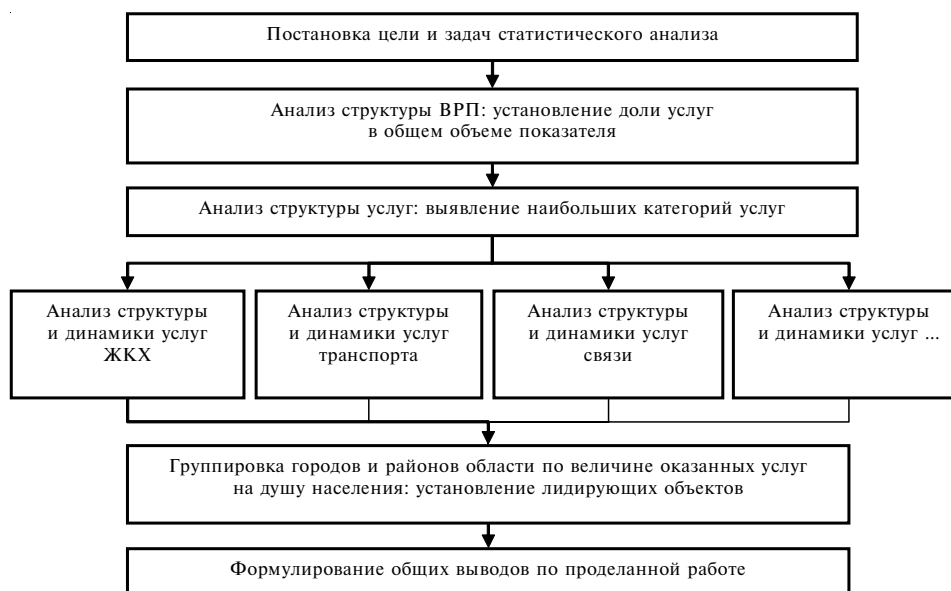 Постановка цели и задач статистического анализа
Анализ структуры ВРП: установление доли услуг
в общем объеме показателя
Анализ структуры услуг: выявление наибольших категорий услуг
Анализ структуры
и динамики услуг
ЖКХ
Анализ структуры
и динамики услуг
транспорта
Анализ структуры
и динамики услуг
связи
Анализ структуры
и динамики услуг ...
Группировка городов и районов области по величине оказанных услуг
на душу населения: установление лидирующих объектов
Формулирование общих выводов по проделанной работе